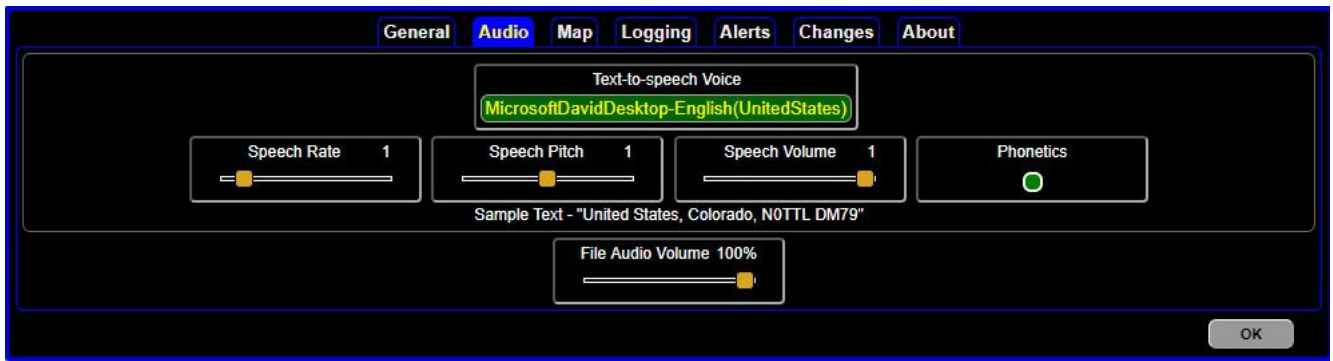 General Audio Map Logging Alerts Changes About
Text-to-speech Voice
MicrosoftDavidDesktop-English(UnitedStates)
Speech Rate 1 Speech Pitch 1 Speech Volume 1 Phonetics
Sample Text - "United States, Colorado, N0TTL DM79"
File Audio Volume 100%
OK